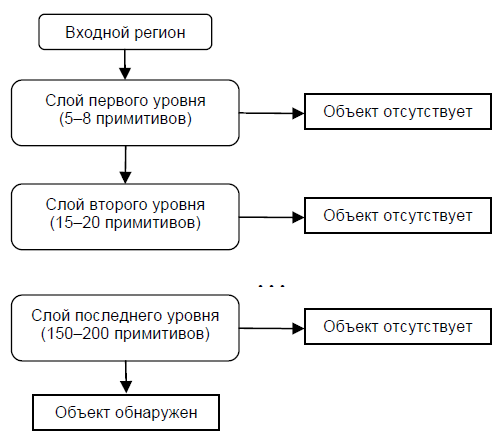 Входной регион
Слой первого уровня
(5–8 примитивов)
Объект отсутствует
Слой второго уровня
(15–20 примитивов)
Объект отсутствует
...
Слой последнего уровня
(150–200 примитивов)
Объект отсутствует
Объект обнаружен